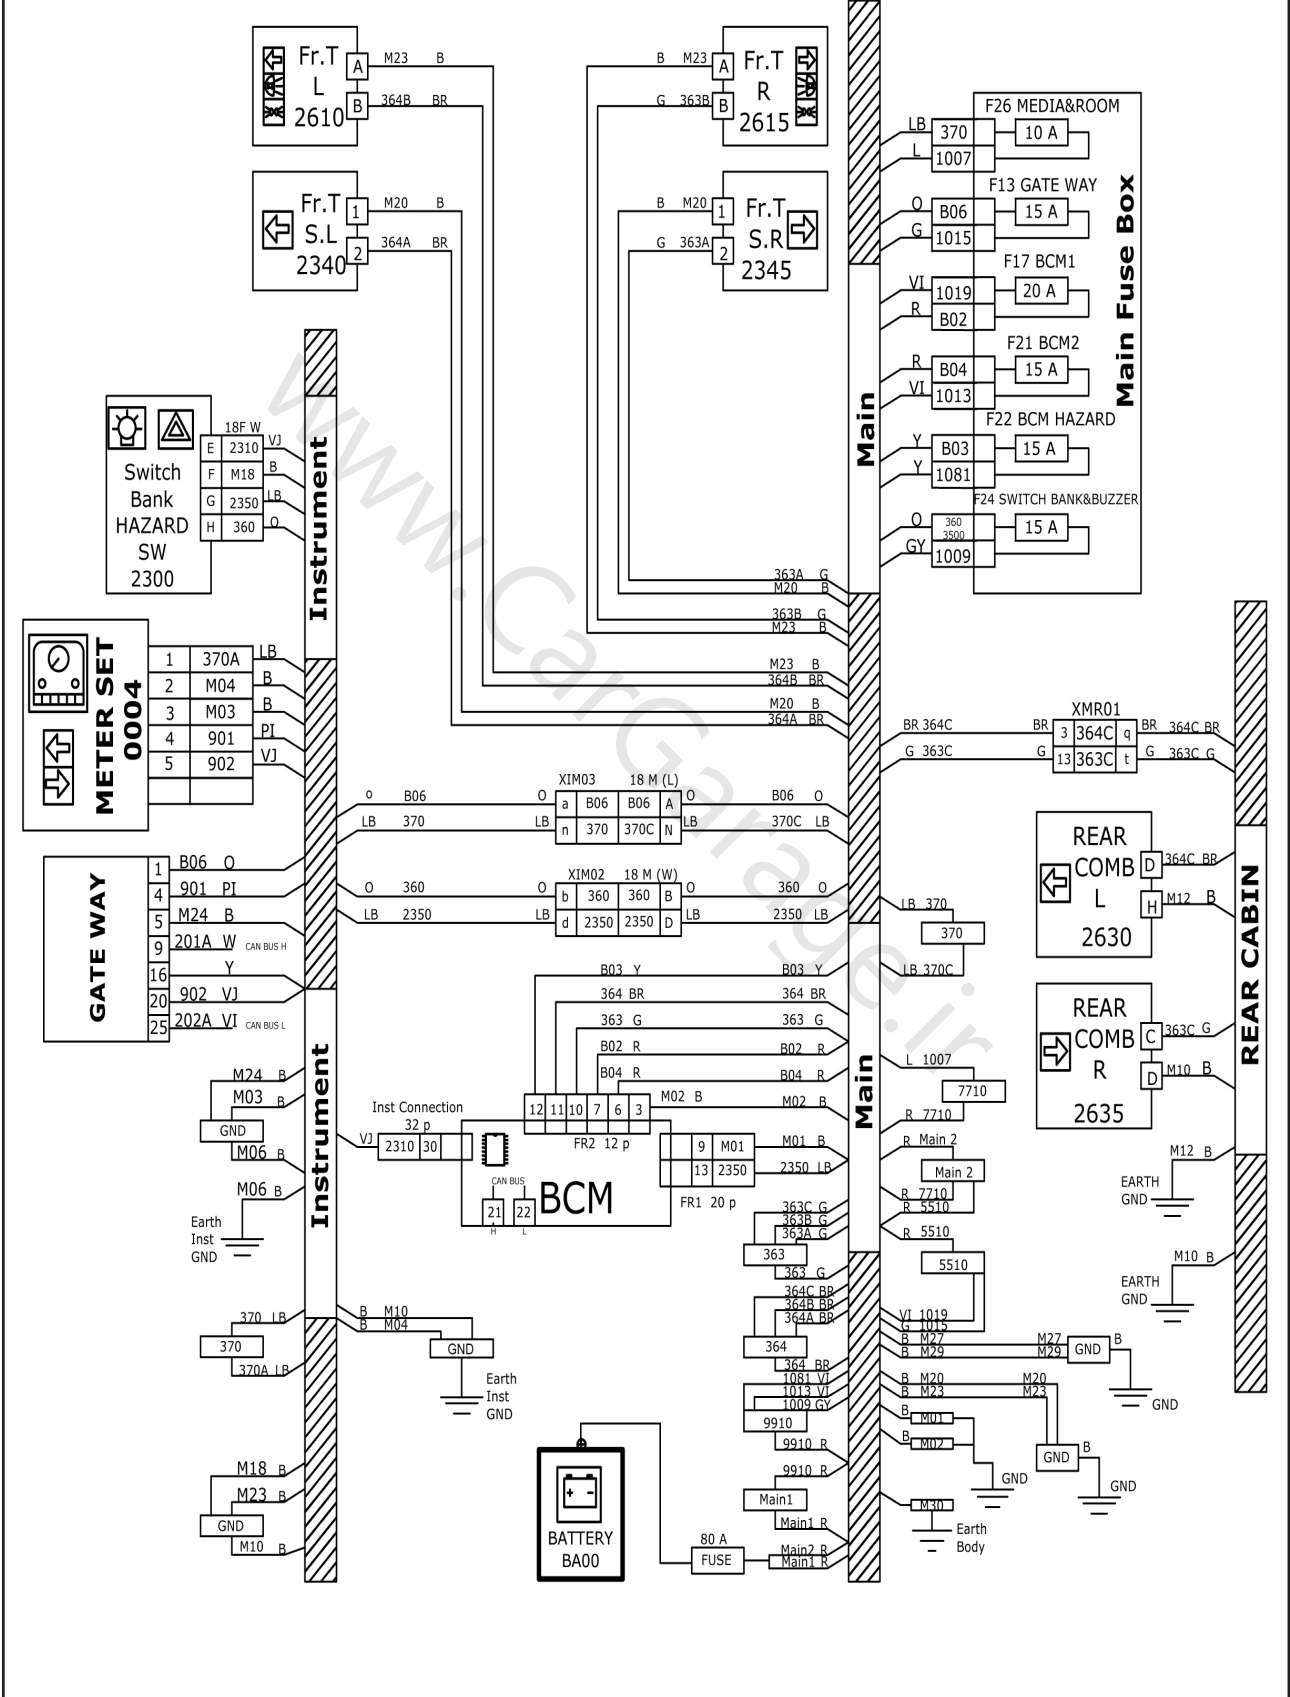 Fr.T
L
2610
A
M23 B
B
364B BR
Fr.T
S.L
2340
1
M20 B
2
364A BR
B M23
A
G 363B
B
Fr.T
R
2615
B M20
1
G 363A
2
Fr.T
S.R
2345
Main Fuse Box
F26 MEDIA&ROOM
LB 370 10 A
L 1007
F13 GATE WAY
O B06 15 A
G 1015
F17 BCM1
VI 1019 20 A
R B02
F21 BCM2
R B04 15 A
VI 1013
F22 BCM HAZARD
Y B03 15 A
Y 1081
F24 SWITCH BANK&BUZZER
O 360
3500
15 A
GY 1009
Main
Instrument
Switch
Bank
HAZARD
SW
2300
18F W
E 2310 VJ
F M18 B
G 2350 LB
H 360 O
METER SET
0004
1 370A LB
2 M04 B
3 M03 B
4 901 PI
5 902 VJ
363A G
M20 B
363B G
M23 B
M23 B
364B BR
M20 B
364A BR
XMR01
BR 364C BR 3 364C q BR 364C BR
G 363C G 13 363C t G 363C G
XIM03 18 M (L)
o B06 O a B06 B06 A O B06 O
LB 370 LB n 370 370C N LB 370C LB
XIM02 18 M (W)
O 360 O b 360 360 B O 360 O
LB 2350 LB d 2350 2350 D LB 2350 LB
GATE WAY
1 B06 O
4 901 PI
5 M24 B
9 201A W CAN BUS H
16 Y
20 902 VJ
25 202A VI CAN BUS L
REAR
COMB
L
2630
D 364C BR
H M12 B
REAR
COMB
R
2635
C 363C G
D M10 B
REAR CABIN
LB 370
370
LB 370C
B03 Y B03 Y
364 BR 364 BR
363 G 363 G
B02 R B02 R
B04 R B04 R
M02 B M02 B
Main
L 1007
7710
R 7710
R Main 2
Main 2
R 7710
R 5510
R 5510
5510
VI 1019
G 1015
Instrument
M24 B
M03 B
GND
M06 B
M06 B
Earth
Inst
GND
Inst Connection
32 p
VJ 2310 30
12 11 10 7 6 3
FR2 12 p
9 M01 M01 B
13 2350 2350 LB
FR1 20 p
CAN BUS
21 22
H L
BCM
363C G
363B G
363A G
363
363 G
364C BR
364B BR
364A BR
364
364 BR
1081 VI
1013 VI
1009 GY
9910
9910 R
9910 R
Main1
Main1 R
Main2 R
Main1 R
M12 B
EARTH
GND
M10 B
EARTH
GND
370 LB
370
370A LB
B M10
B M04
GND
Earth
Inst
GND
B M27 M27
B M29 M29
GND B
GND
B M20 M20
B M23 M23
GND B
GND
B M01
B M02
GND
M30
Earth
Body
M18 B
M23 B
GND
M10 B
BATTERY
BA00
80 A
FUSE
www.CarGarage.ir